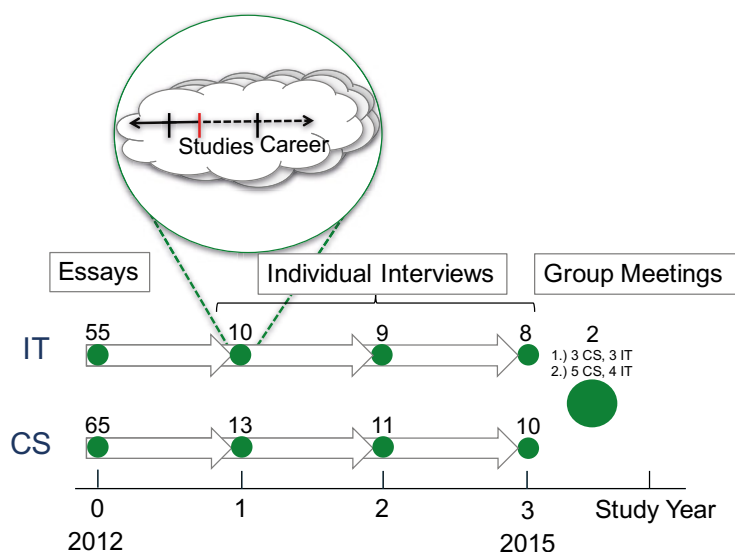 Studies Career
Essays
Individual Interviews
Group Meetings
IT
55
10
9
8
2
1.) 3 CS, 3 IT
2.) 5 CS, 4 IT
CS
65
13
11
10
0
1
2
3
Study Year
2012
2015